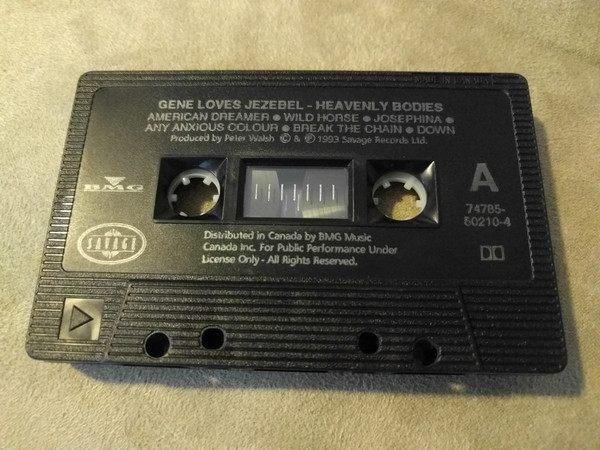 GENE LOVES JEZEBEL - HEAVENLY BODIES
AMERICAN DREAMER ● WILD HORSE ● JOSEPHINA ●
ANY ANXIOUS COLOUR ● BREAK THE CHAIN ● DOWN
Produced by Peter Walsh © & ℗ 1993 Savage Records Ltd.
BMG
A
74785-
50210-4
SAVAGE
Distributed in Canada by BMG Music
Canada Inc. For Public Performance Under
License Only - All Rights Reserved.